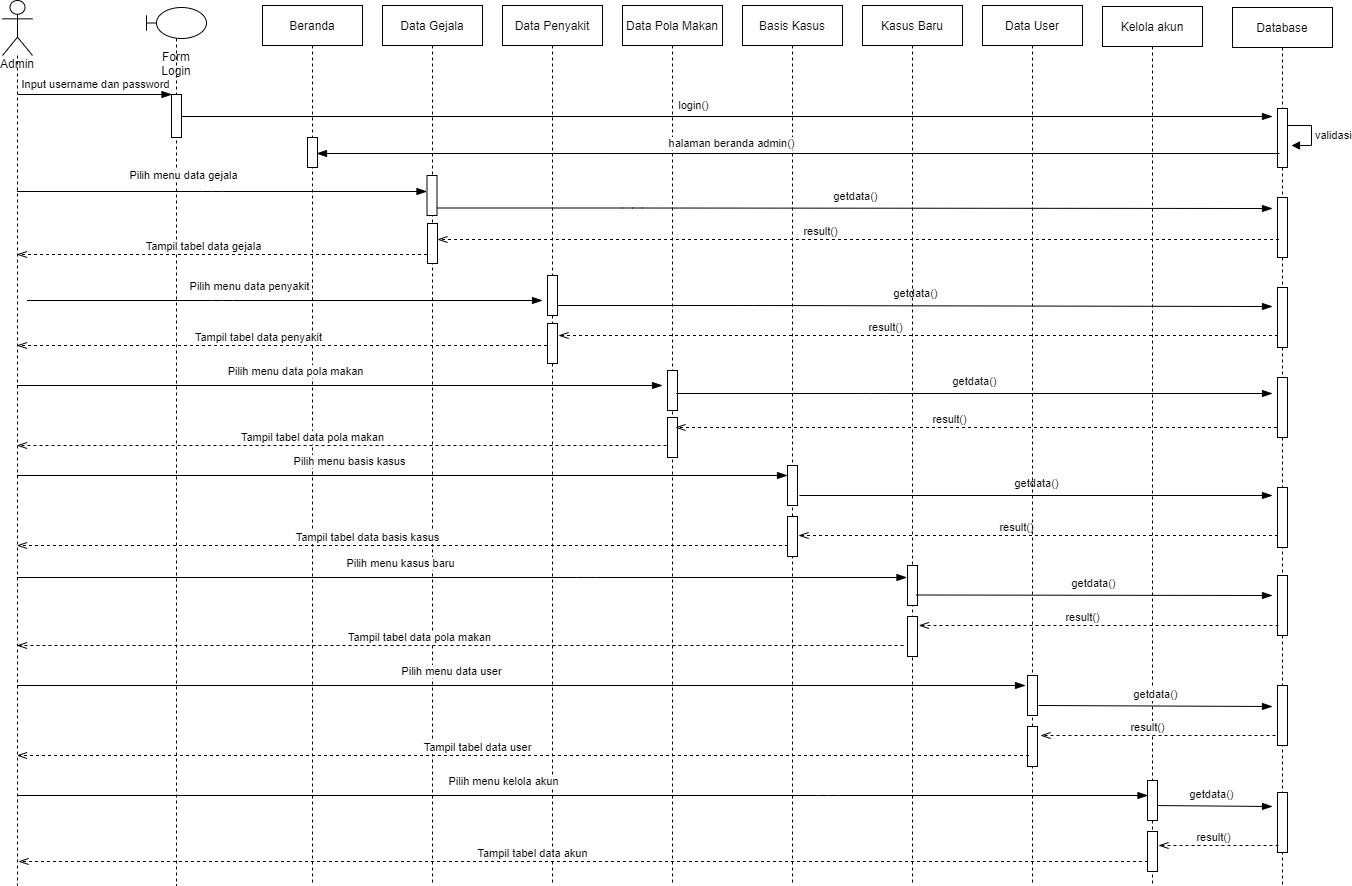 Beranda
Data Gejala
Data Penyakit
Data Pola Makan
Basis Kasus
Kasus Baru
Data User
Kelola akun
Database
Admin
Form
Login
Input username dan password
login()
validasi
halaman beranda admin()
Pilih menu data gejala
getdata()
result()
Tampil tabel data gejala
Pilih menu data penyakit
getdata()
result()
Tampil tabel data penyakit
Pilih menu data pola makan
getdata()
result()
Tampil tabel data pola makan
Pilih menu basis kasus
getdata()
result()
Tampil tabel data basis kasus
Pilih menu kasus baru
getdata()
result()
Tampil tabel data pola makan
Pilih menu data user
getdata()
result()
Tampil tabel data user
Pilih menu kelola akun
getdata()
result()
Tampil tabel data akun